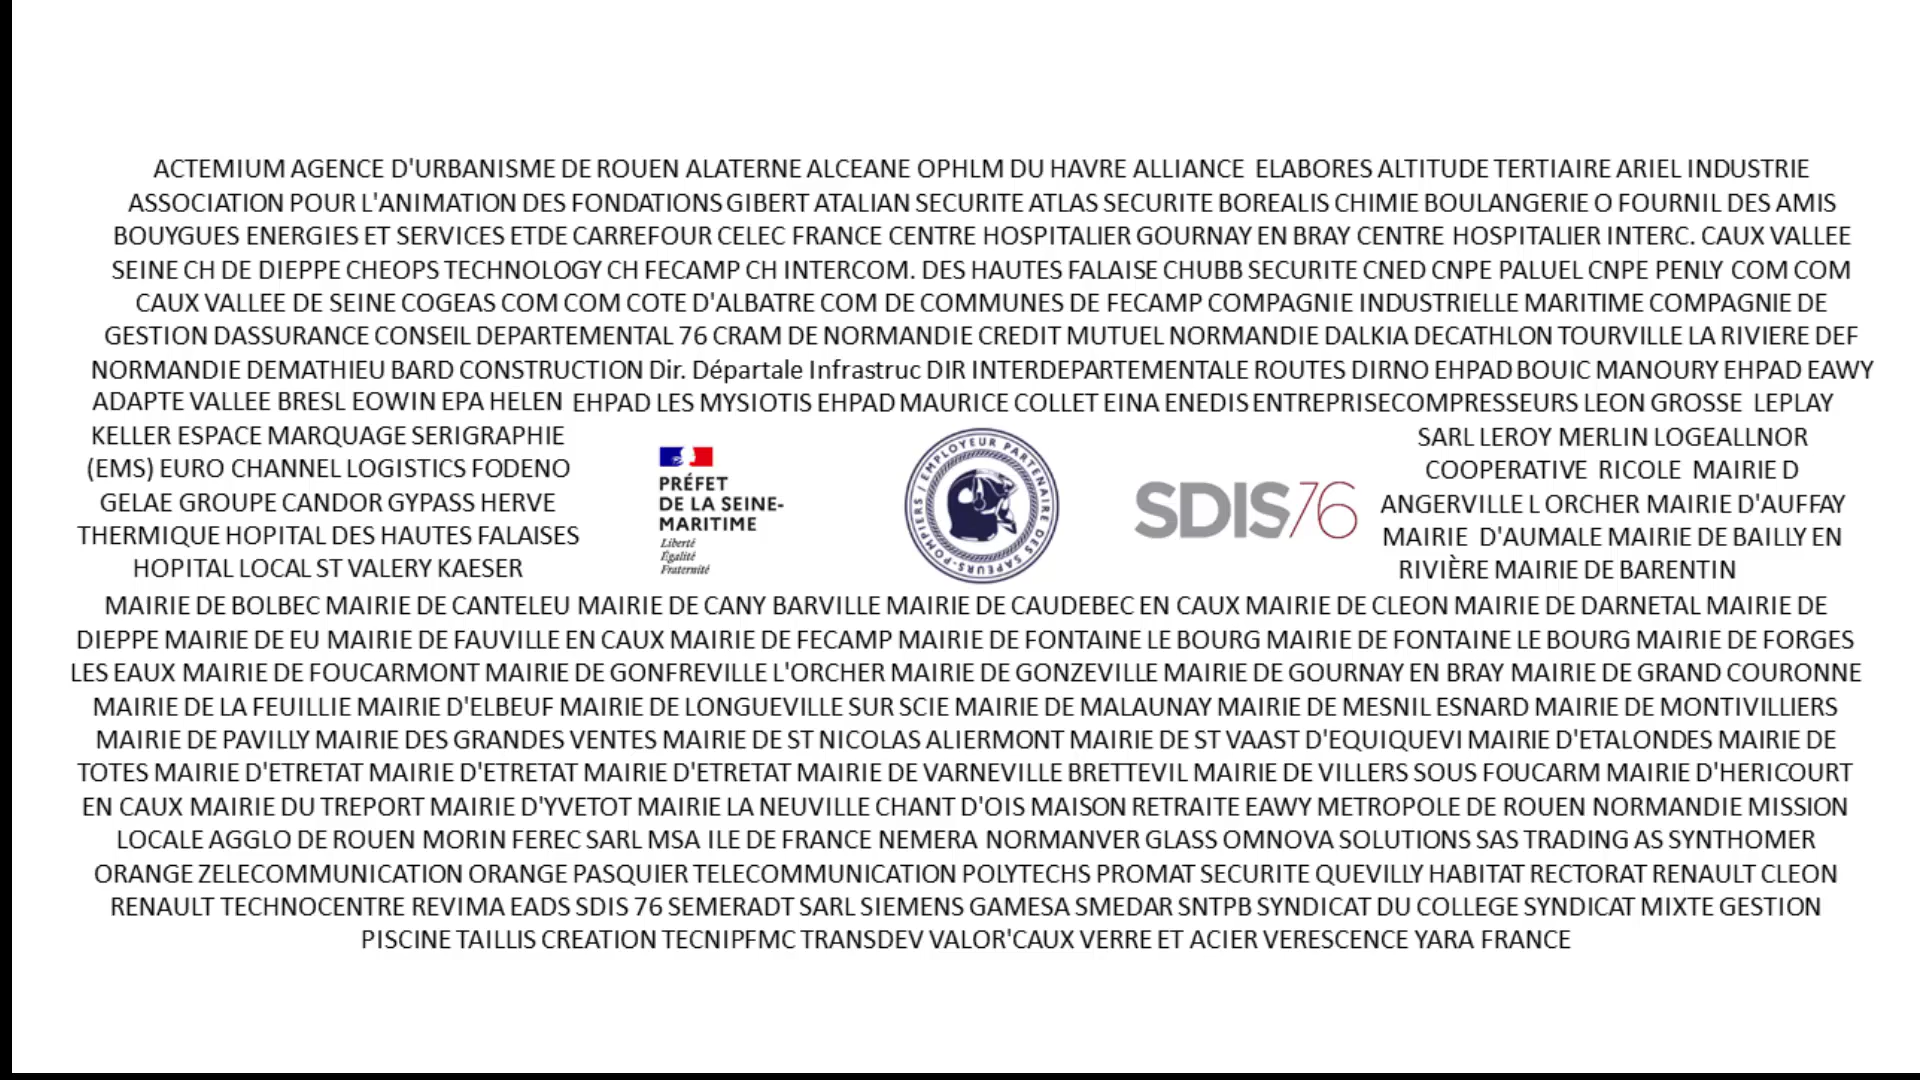 ACTEMIUM AGENCE D'URBANISME DE ROUEN ALATERNE ALCEANE OPHLM DU HAVRE ALLIANCE ELABORES ALTITUDE TERTIAIRE ARIEL INDUSTRIE
ASSOCIATION POUR L'ANIMATION DES FONDATIONS GIBERT ATALIAN SECURITE ATLAS SECURITE BOREALIS CHIMIE BOULANGERIE O FOURNIL DES AMIS
BOUYGUES ENERGIES ET SERVICES ETDE CARREFOUR CELEC FRANCE CENTRE HOSPITALIER GOURNAY EN BRAY CENTRE HOSPITALIER INTERC. CAUX VALLEE
SEINE CH DE DIEPPE CHEOPS TECHNOLOGY CH FECAMP CH INTERCOM. DES HAUTES FALAISE CHUBB SECURITE CNED CNPE PALUEL CNPE PENLY COM COM
CAUX VALLEE DE SEINE COGEAS COM COM COTE D'ALBATRE COM DE COMMUNES DE FECAMP COMPAGNIE INDUSTRIELLE MARITIME COMPAGNIE DE
GESTION DASSURANCE CONSEIL DEPARTEMENTAL 76 CRAM DE NORMANDIE CREDIT MUTUEL NORMANDIE DALKIA DECATHLON TOURVILLE LA RIVIERE DEF
NORMANDIE DEMATHIEU BARD CONSTRUCTION Dir. Départale Infrastruc DIR INTERDEPARTEMENTALE ROUTES DIRNO EHPAD BOUIC MANOURY EHPAD EAWY
ADAPTE VALLEE BRESL EOWIN EPA HELEN EHPAD LES MYSIOTIS EHPAD MAURICE COLLET EINA ENEDIS ENTREPRISECOMPRESSEURS LEON GROSSE LEPLAY
KELLER ESPACE MARQUAGE SERIGRAPHIE
(EMS) EURO CHANNEL LOGISTICS FODENO
GELAE GROUPE CANDOR GYPASS HERVE
THERMIQUE HOPITAL DES HAUTES FALAISES
HOPITAL LOCAL ST VALERY KAESER
PRÉFET
DE LA SEINE-
MARITIME
Liberté
Égalité
Fraternité
EMPLOYEUR PARTENAIRE DES SAPEURS-POMPIERS /
SDIS76
SARL LEROY MERLIN LOGEALLNOR
COOPERATIVE RICOLE MAIRIE D
ANGERVILLE L ORCHER MAIRIE D'AUFFAY
MAIRIE D'AUMALE MAIRIE DE BAILLY EN
RIVIÈRE MAIRIE DE BARENTIN
MAIRIE DE BOLBEC MAIRIE DE CANTELEU MAIRIE DE CANY BARVILLE MAIRIE DE CAUDEBEC EN CAUX MAIRIE DE CLEON MAIRIE DE DARNETAL MAIRIE DE
DIEPPE MAIRIE DE EU MAIRIE DE FAUVILLE EN CAUX MAIRIE DE FECAMP MAIRIE DE FONTAINE LE BOURG MAIRIE DE FONTAINE LE BOURG MAIRIE DE FORGES
LES EAUX MAIRIE DE FOUCARMONT MAIRIE DE GONFREVILLE L'ORCHER MAIRIE DE GONZEVILLE MAIRIE DE GOURNAY EN BRAY MAIRIE DE GRAND COURONNE
MAIRIE DE LA FEUILLIE MAIRIE D'ELBEUF MAIRIE DE LONGUEVILLE SUR SCIE MAIRIE DE MALAUNAY MAIRIE DE MESNIL ESNARD MAIRIE DE MONTIVILLIERS
MAIRIE DE PAVILLY MAIRIE DES GRANDES VENTES MAIRIE DE ST NICOLAS ALIERMONT MAIRIE DE ST VAAST D'EQUIQUEVI MAIRIE D'ETALONDES MAIRIE DE
TOTES MAIRIE D'ETRETAT MAIRIE D'ETRETAT MAIRIE D'ETRETAT MAIRIE DE VARNEVILLE BRETTEVIL MAIRIE DE VILLERS SOUS FOUCARM MAIRIE D'HERICOURT
EN CAUX MAIRIE DU TREPORT MAIRIE D'YVETOT MAIRIE LA NEUVILLE CHANT D'OIS MAISON RETRAITE EAWY METROPOLE DE ROUEN NORMANDIE MISSION
LOCALE AGGLO DE ROUEN MORIN FEREC SARL MSA ILE DE FRANCE NEMERA NORMANVER GLASS OMNOVA SOLUTIONS SAS TRADING AS SYNTHOMER
ORANGE ZELECOMMUNICATION ORANGE PASQUIER TELECOMMUNICATION POLYTECHS PROMAT SECURITE QUEVILLY HABITAT RECTORAT RENAULT CLEON
RENAULT TECHNOCENTRE REVIMA EADS SDIS 76 SEMERADT SARL SIEMENS GAMESA SMEDAR SNTPB SYNDICAT DU COLLEGE SYNDICAT MIXTE GESTION
PISCINE TAILLIS CREATION TECNIPFMC TRANSDEV VALOR'CAUX VERRE ET ACIER VERESCENCE YARA FRANCE